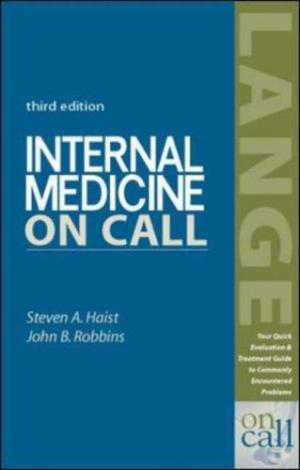 third edition
INTERNAL
MEDICINE
ON CALL
Steven A. Haist
John B. Robbins
LANGE
Your Quick
Evaluation &
Treatment Guide
to Commonly
Encountered
Problems
on
call